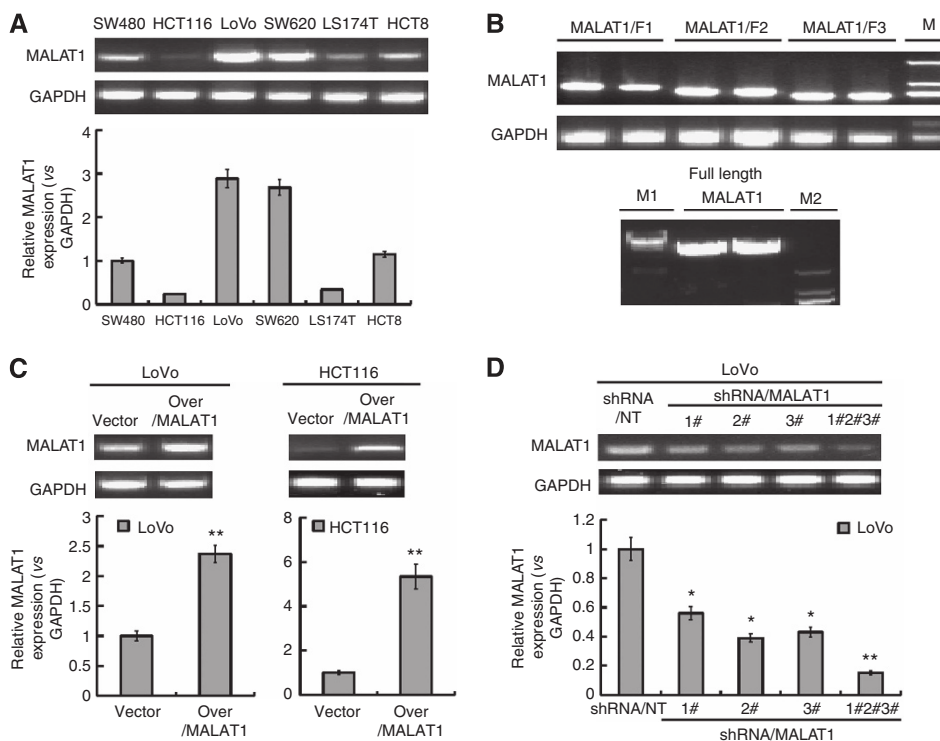 A
SW480 HCT116 LoVo SW620 LS174T HCT8
MALAT1
GAPDH
Relative MALAT1
expression (vs
GAPDH)
4
3
2
1
0
SW480 HCT116 LoVo SW620 LS174T HCT8
B
MALAT1/F1 MALAT1/F2 MALAT1/F3 M
MALAT1
GAPDH
Full length
M1 MALAT1 M2
C
LoVo
Vector Over
/MALAT1
HCT116
Vector Over
/MALAT1
MALAT1
GAPDH
Relative MALAT1
expression (vs
GAPDH)
3
2.5
2
1.5
1
0.5
0
LoVo
**
Vector Over
/MALAT1
8
6
4
2
0
HCT116
**
Vector Over
/MALAT1
D
LoVo
shRNA
/NT
shRNA/MALAT1
1# 2# 3# 1#2#3#
MALAT1
GAPDH
Relative MALAT1
expression (vs
GAPDH)
1.2
1
0.8
0.6
0.4
0.2
0
LoVo
* * * **
shRNA/NT 1# 2# 3# 1#2#3#
shRNA/MALAT1